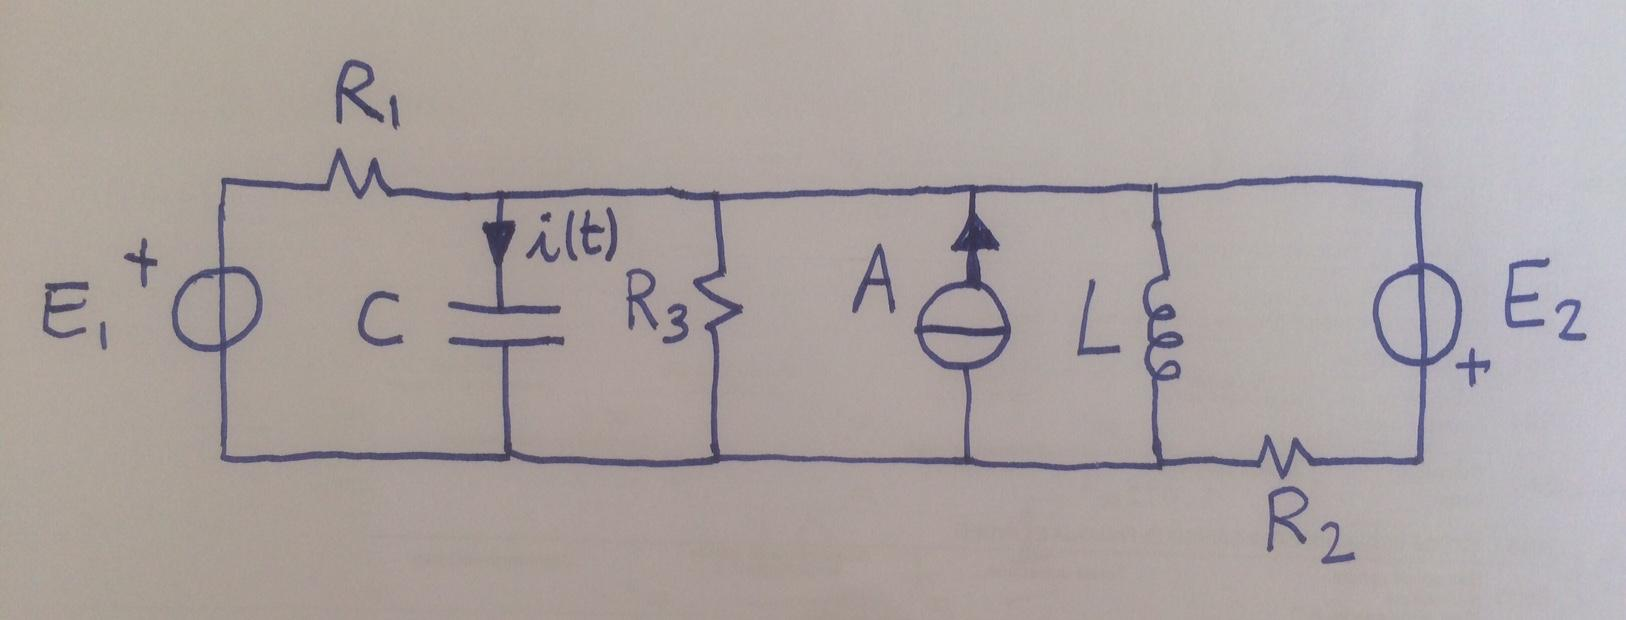 R1
+
E1
C
i(t)
R3
A
L
E2
+
R2